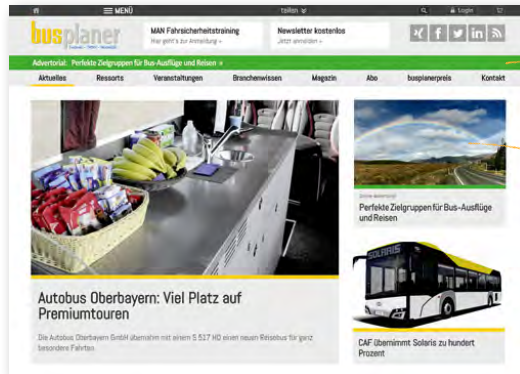 MENÜ
Teilen
Login
busplaner
MAN Fahrsicherheitstraining
Hier geht's zur Anmeldung »
Newsletter kostenlos
Jetzt anmelden »
Advertorial: Perfekte Zielgruppen für Bus-Ausflüge und Reisen »
Aktuelles Ressorts Veranstaltungen Branchenwissen Magazin Abo busplanerpreis Kontakt
Autobus Oberbayern: Viel Platz auf
Premiumtouren
Die Autobus Oberbayern GmbH übernahm mit einem S 517 HD einen neuen Reisebus für ganz
besondere Fahrten.
Online-Advertorial
Perfekte Zielgruppen für Bus-Ausflüge
und Reisen
SOLARIS
CAF übernimmt Solaris zu hundert
Prozent